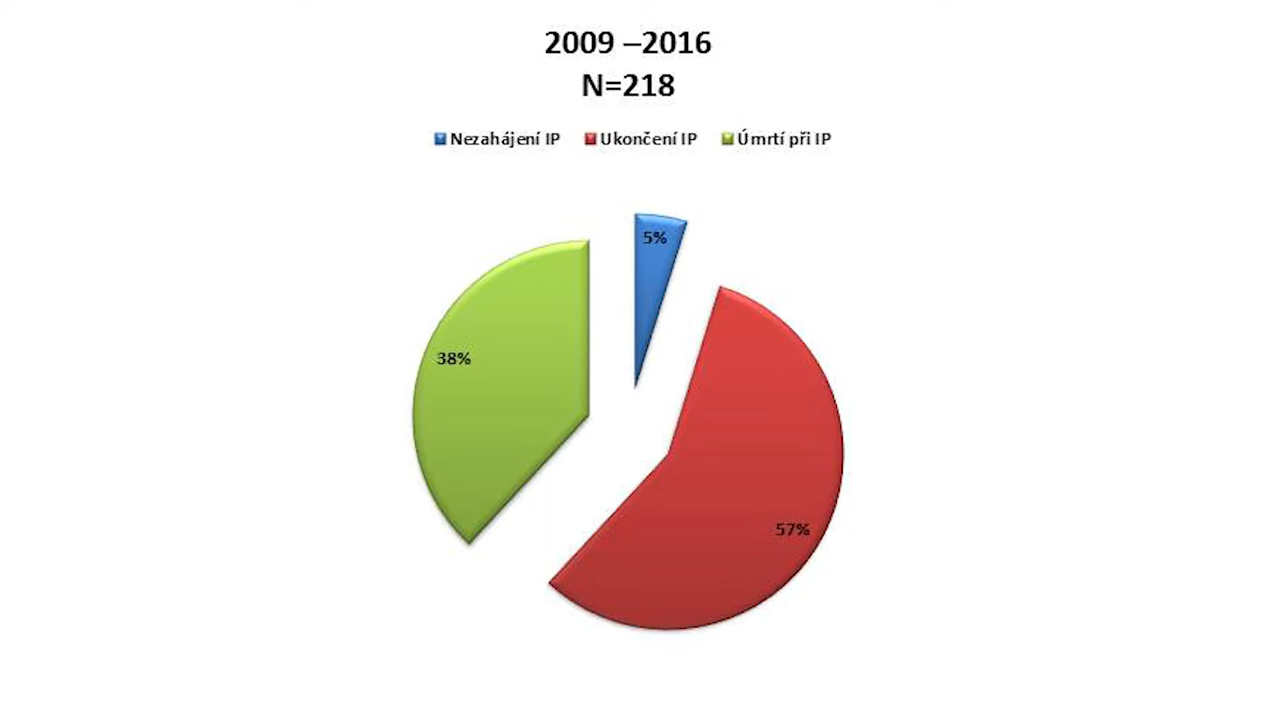 2009 –2016
N=218
Nezahájení IP Ukončení IP Úmrtí při IP
5%
38%
57%